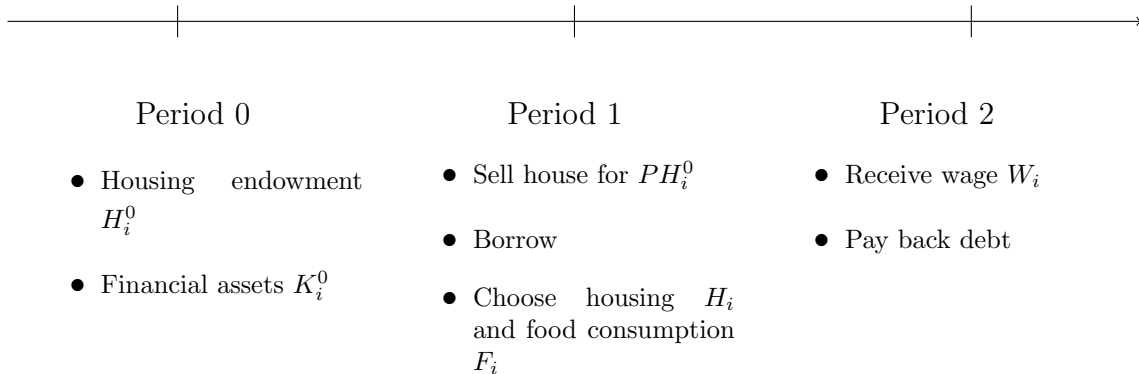 Period 0
• Housing endowment
$H_i^0$
• Financial assets $K_i^0$
Period 1
• Sell house for $PH_i^0$
• Borrow
• Choose housing $H_i$
and food consumption
$F_i$
Period 2
• Receive wage $W_i$
• Pay back debt